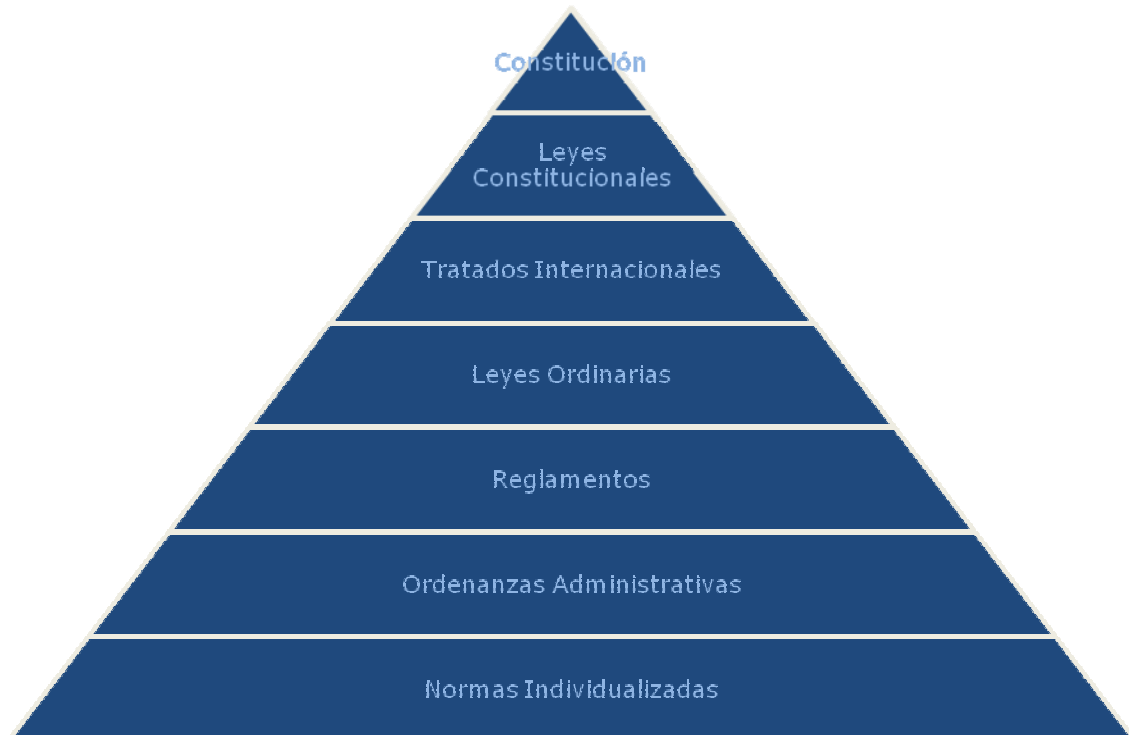 Constitución
Leyes
Constitucionales
Tratados Internacionales
Leyes Ordinarias
Reglamentos
Ordenanzas Administrativas
Normas Individualizadas